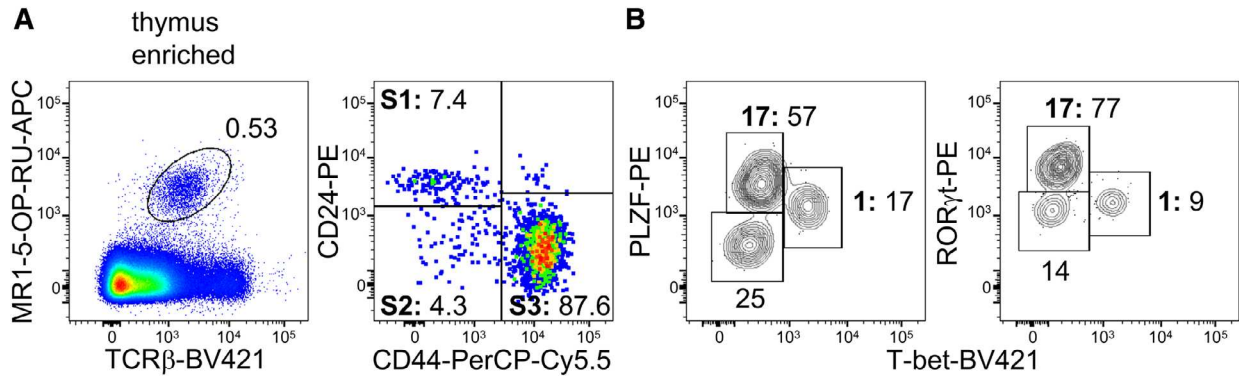 A
thymus
enriched
B
MR1-5-OP-RU-APC
10⁵
10⁴
10³
0
0.53
0
10³
10⁴
10⁵
TCRβ-BV421
CD24-PE
10⁵
10⁴
10³
0
S1: 7.4
S2: 4.3
S3: 87.6
0
10³
10⁴
10⁵
CD44-PerCP-Cy5.5
PLZF-PE
10⁵
10⁴
10³
0
17: 57
1: 17
25
0
10³
10⁴
10⁵
RORγt-PE
10⁵
10⁴
10³
0
17: 77
1: 9
14
0
10³
10⁴
10⁵
T-bet-BV421